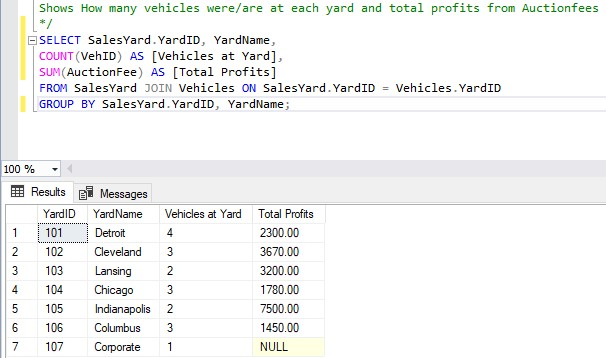 Shows How many vehicles were/are at each yard and total profits from Auctionfees
*/
SELECT SalesYard.YardID, YardName,
COUNT(VehID) AS [Vehicles at Yard],
SUM(AuctionFee) AS [Total Profits]
FROM SalesYard JOIN Vehicles ON SalesYard.YardID = Vehicles.YardID
GROUP BY SalesYard.YardID, YardName;
100 %
Results Messages
YardID YardName Vehicles at Yard Total Profits
1 101 Detroit 4 2300.00
2 102 Cleveland 3 3670.00
3 103 Lansing 2 3200.00
4 104 Chicago 3 1780.00
5 105 Indianapolis 2 7500.00
6 106 Columbus 3 1450.00
7 107 Corporate 1 NULL